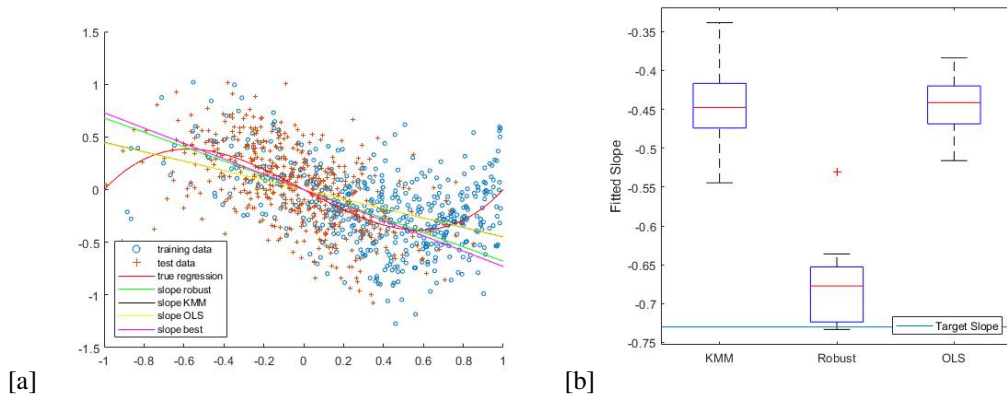 1.5
1
0.5
0
-0.5
-1
-1.5
-1 -0.8 -0.6 -0.4 -0.2 0 0.2 0.4 0.6 0.8 1
training data
test data
true regression
slope robust
slope KMM
slope OLS
slope best
[a]
Fitted Slope
-0.35
-0.4
-0.45
-0.5
-0.55
-0.6
-0.65
-0.7
-0.75
KMM Robust OLS
Target Slope
[b]